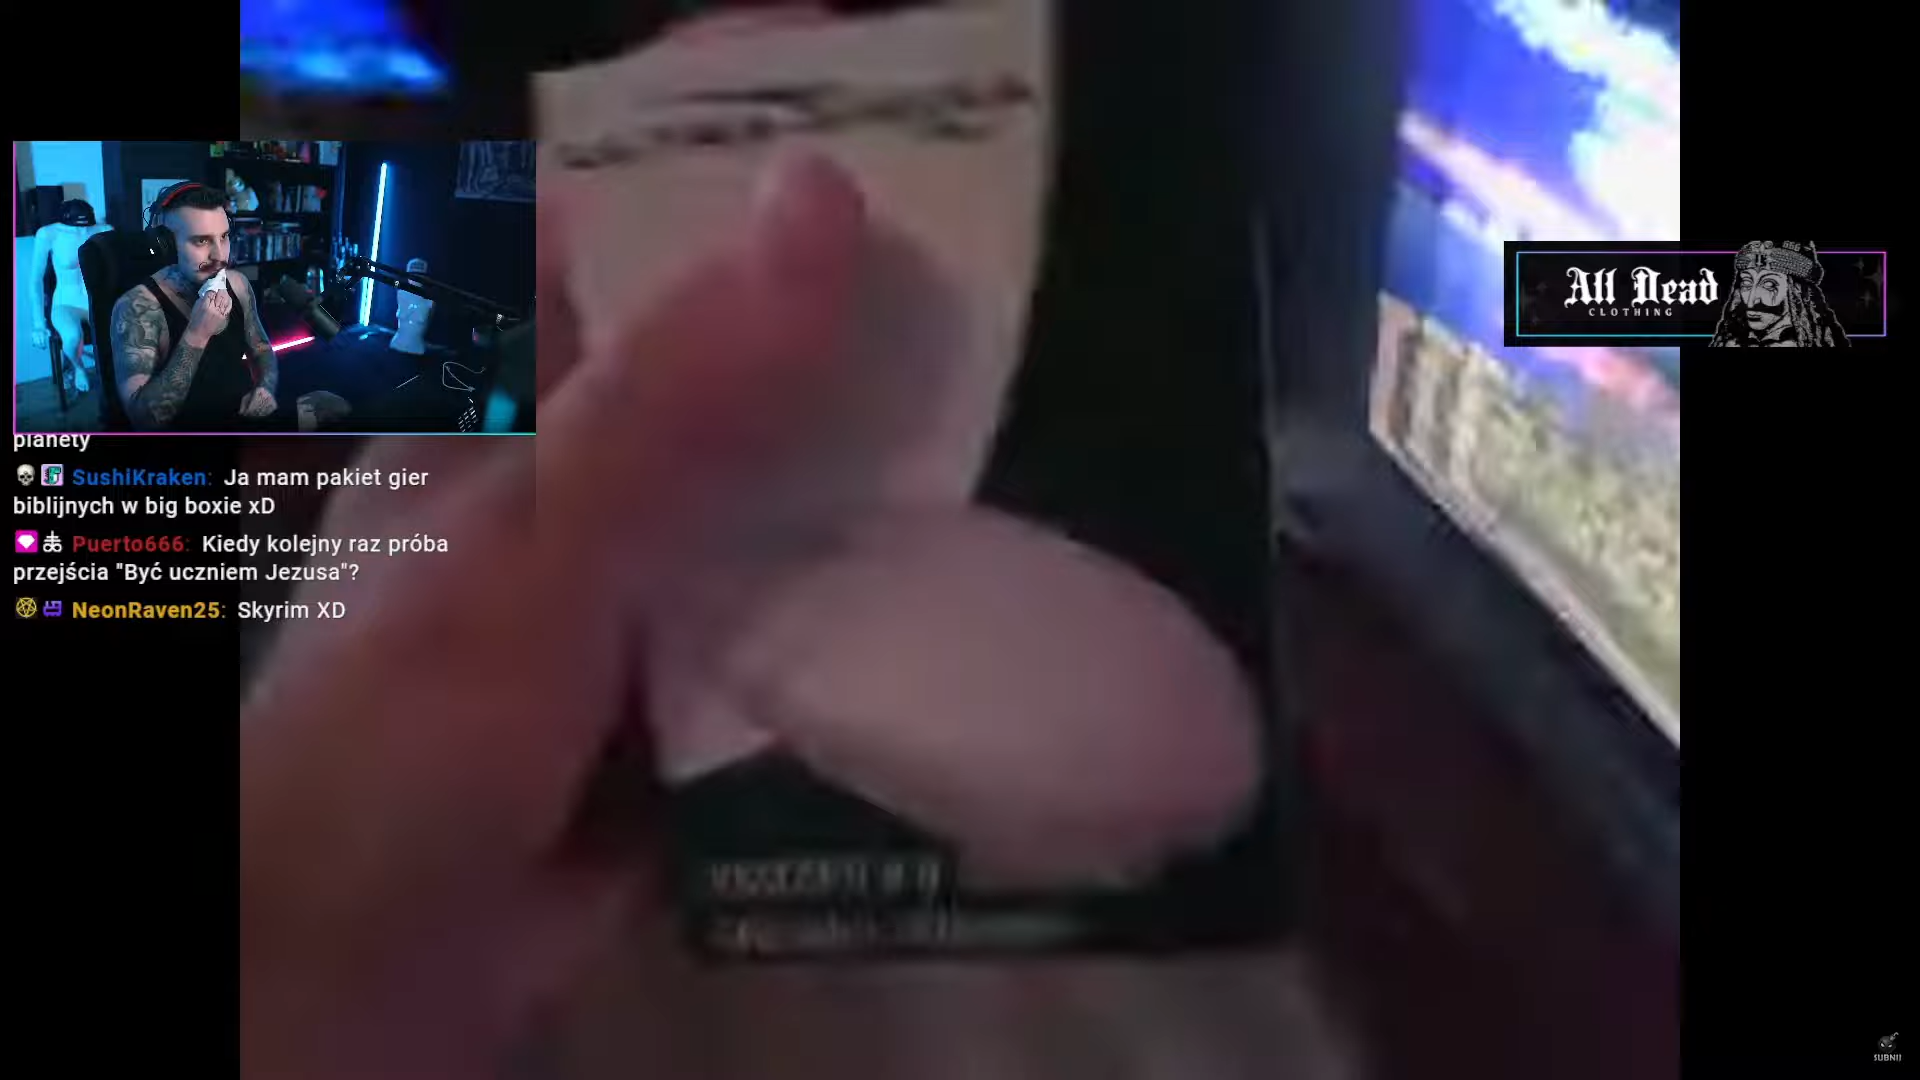 All Dead
CLOTHING
planety
SushiKraken: Ja mam pakiet gier
biblijnych w big boxie xD
Puerto666: Kiedy kolejny raz próba
przejścia "Być uczniem Jezusa"?
NeonRaven25: Skyrim XD
SUBNII